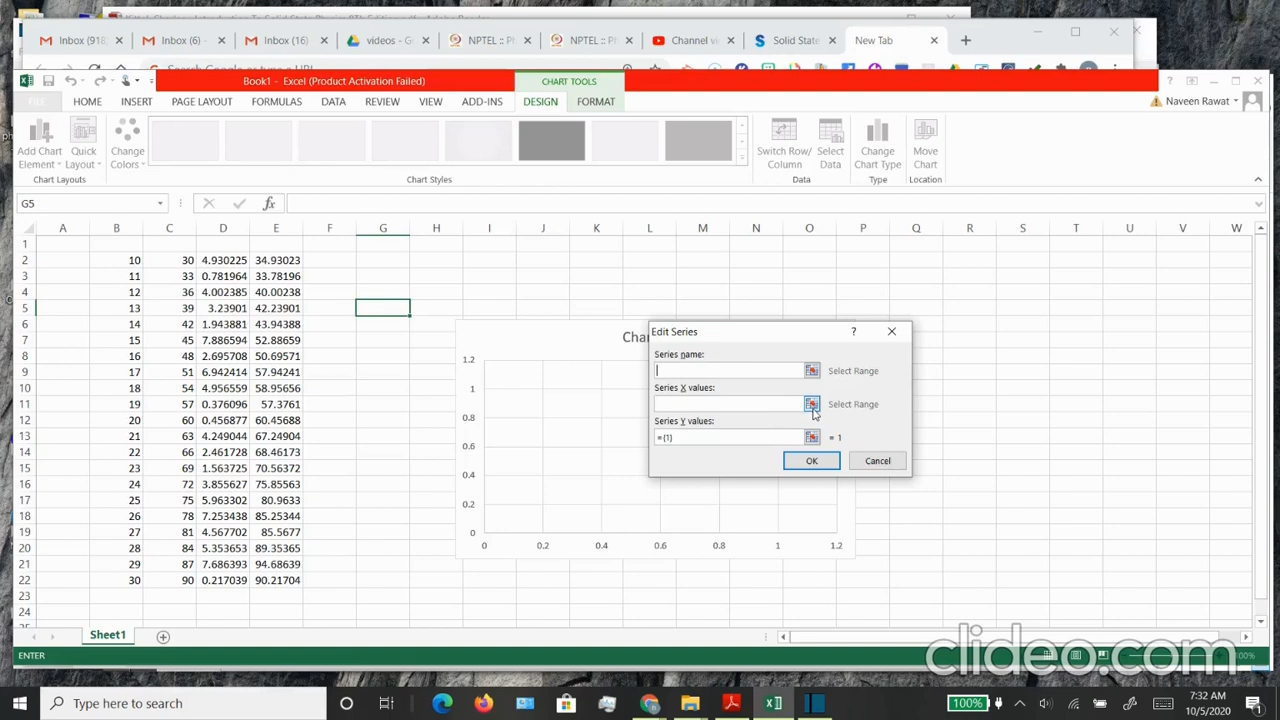 Inbox (918)
Inbox (6) -
Inbox (16)
videos - G
NPTEL :: P
NPTEL :: P
Channel vi
Solid State
New Tab
Book1 - Excel (Product Activation Failed)
CHART TOOLS
FILE
HOME
INSERT
PAGE LAYOUT
FORMULAS
DATA
REVIEW
VIEW
ADD-INS
DESIGN
FORMAT
Naveen Rawat
Add Chart Element
Quick Layout
Change Colors
Switch Row/ Column
Select Data
Change Chart Type
Move Chart
Chart Layouts
Chart Styles
Data
Type
Location
G5
fx
A B C D E F G H I J K L M N O P Q R S T U V W
1
2 10 30 4.930225 34.93023
3 11 33 0.781964 33.78196
4 12 36 4.002385 40.00238
5 13 39 3.23901 42.23901
6 14 42 1.943881 43.94388
7 15 45 7.886594 52.88659
8 16 48 2.695708 50.69571
9 17 51 6.942414 57.94241
10 18 54 4.956558 58.95656
11 19 57 0.376096 57.3761
12 20 60 0.456877 60.45688
13 21 63 4.249044 67.24904
14 22 66 2.461728 68.46173
15 23 69 1.563725 70.56372
16 24 72 3.855627 75.85563
17 25 75 5.963302 80.9633
18 26 78 7.253438 85.25344
19 27 81 4.567702 85.5677
20 28 84 5.353653 89.35365
21 29 87 7.686393 94.68639
22 30 90 0.217039 90.21704
23
24
Cha
1.2
1
0.8
0.6
0.4
0.2
0
0 0.2 0.4 0.6 0.8 1 1.2
Edit Series
?
Series name:
Select Range
Series X values:
Select Range
Series Y values:
={1}
= 1
OK
Cancel
Sheet1
ENTER
clideo.com
Type here to search
100%
7:32 AM
10/5/2020